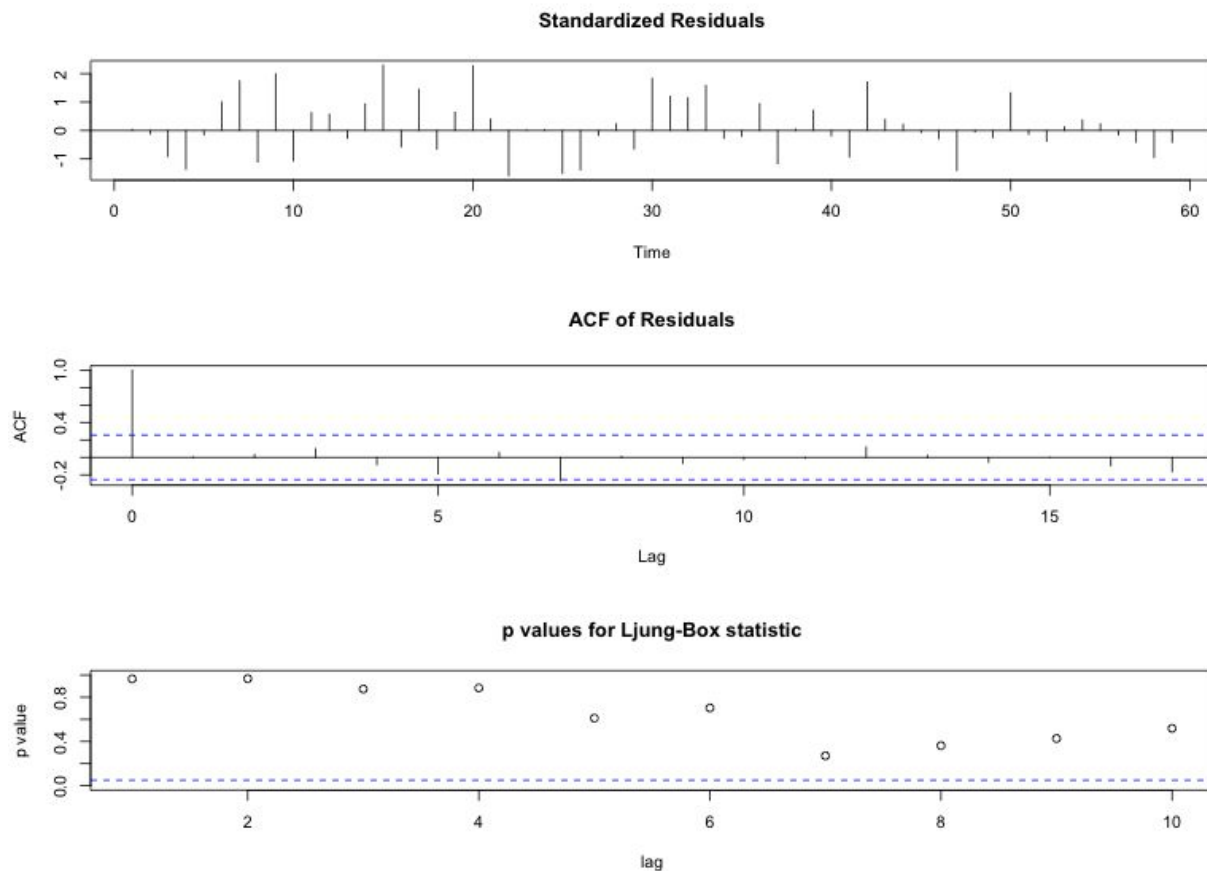 Standardized Residuals
-1 0 1 2
0 10 20 30 40 50 60
Time
ACF of Residuals
ACF
-0.2 0.4 1.0
0 5 10 15
Lag
p values for Ljung-Box statistic
p value
0.0 0.4 0.8
2 4 6 8 10
lag